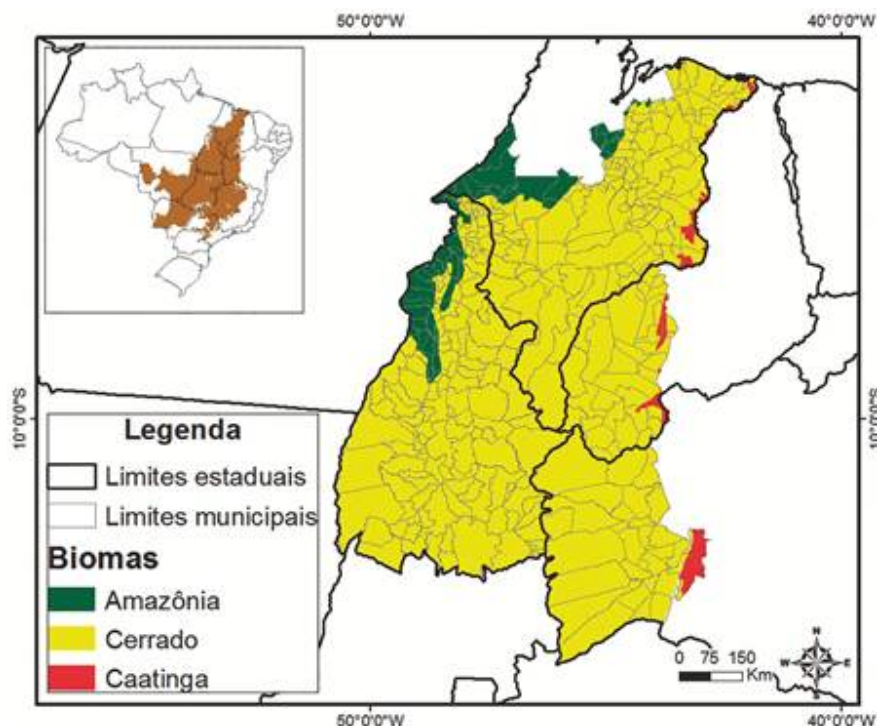 50°0'0"W
40°0'0"W
10°0'0"S
10°0'0"S
Legenda
Limites estaduais
Limites municipais
Biomas
Amazônia
Cerrado
Caatinga
N
W
E
S
0 75 150
Km
50°0'0"W
40°0'0"W